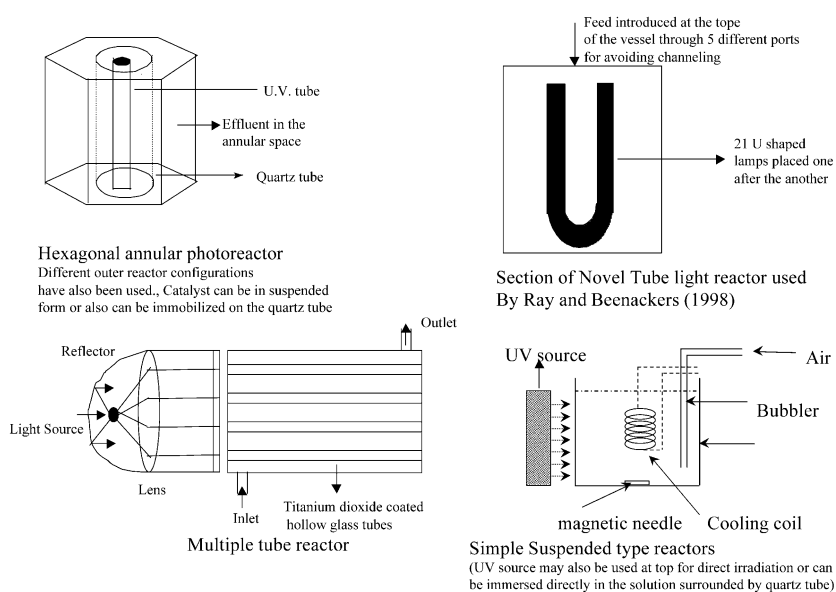 U.V. tube
Effluent in the
annular space
Quartz tube
Hexagonal annular photoreactor
Different outer reactor configurations
have also been used., Catalyst can be in suspended
form or also can be immobilized on the quartz tube
Feed introduced at the tope
of the vessel through 5 different ports
for avoiding channeling
21 U shaped
lamps placed one
after the another
Section of Novel Tube light reactor used
By Ray and Beenackers (1998)
Reflector
Light Source
Lens
Outlet
Inlet
Titanium dioxide coated
hollow glass tubes
Multiple tube reactor
UV source
Air
Bubbler
magnetic needle
Cooling coil
Simple Suspended type reactors
(UV source may also be used at top for direct irradiation or can
be immersed directly in the solution surrounded by quartz tube)